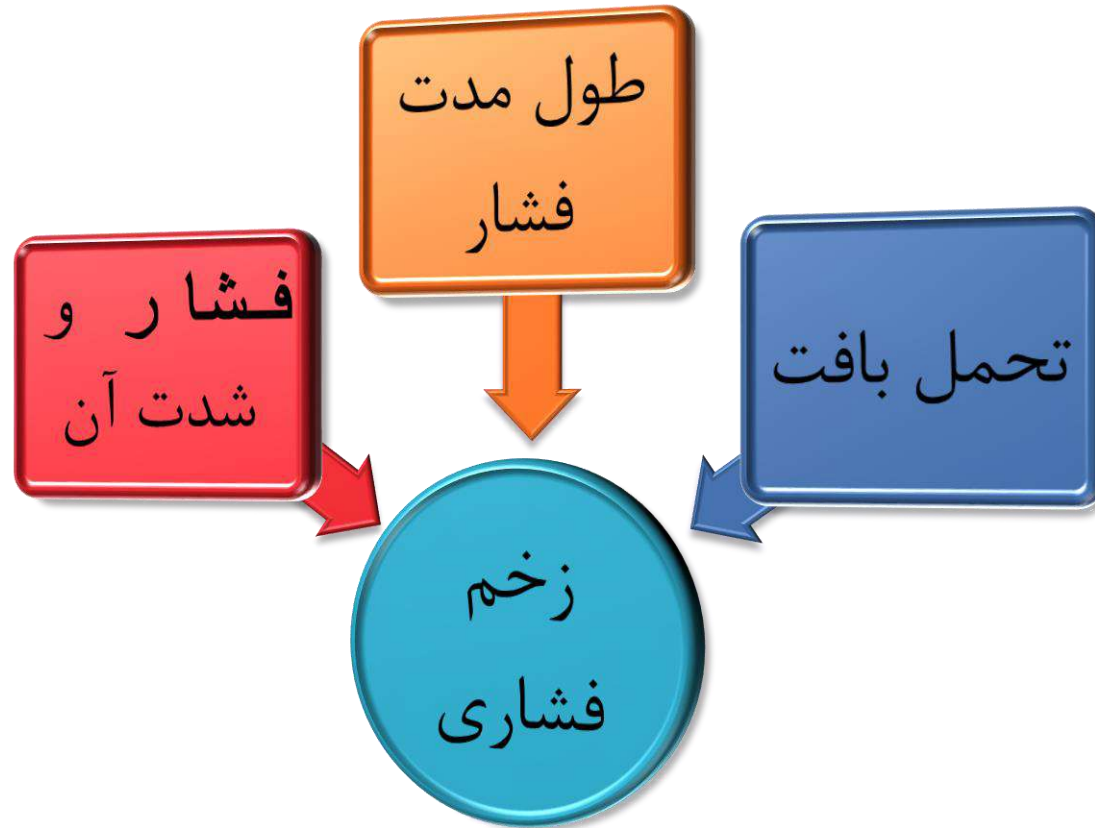 طول مدت
فشار
فشار و
شدت آن
تحمل بافت
زخم
فشاری